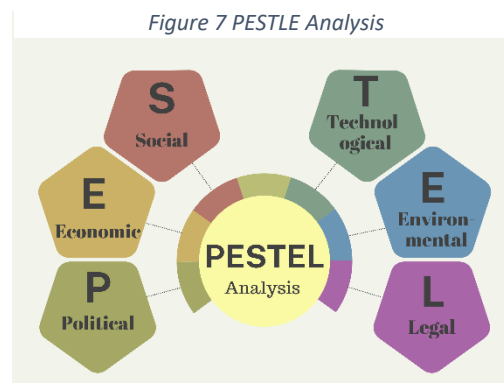 Figure 7 PESTLE Analysis
S
Social
T
Technol
ogical
E
Economic
E
Environ-
mental
PESTEL
Analysis
P
Political
L
Legal